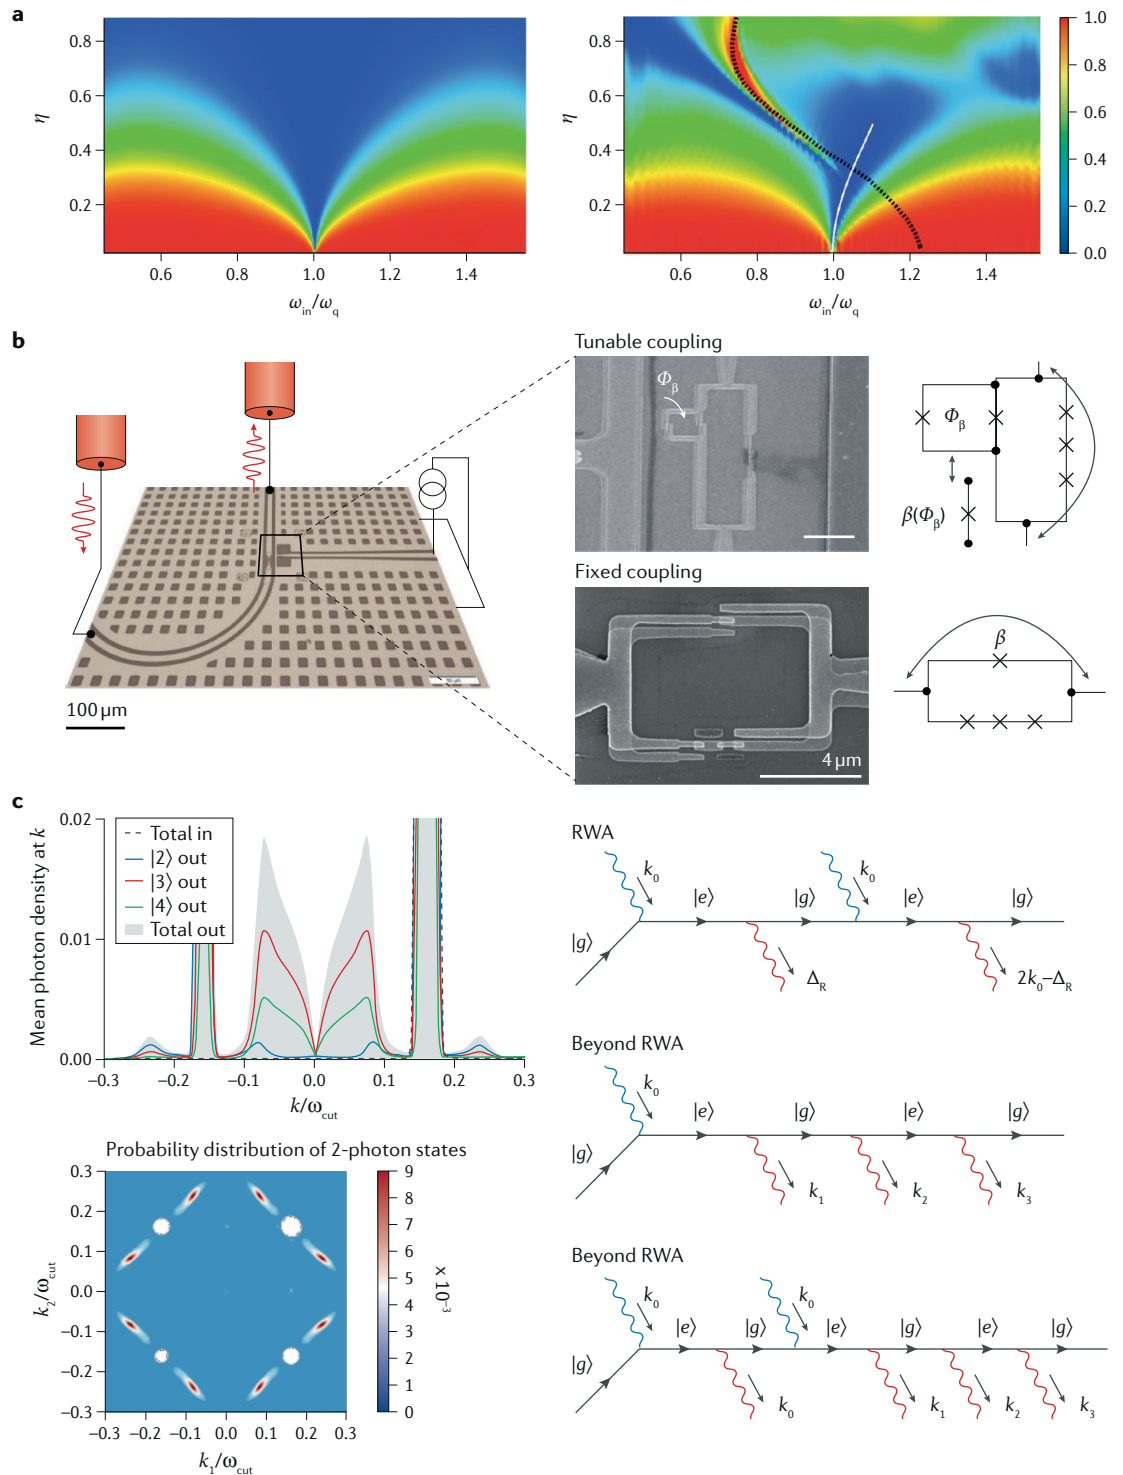 a
η
0.8
0.6
0.4
0.2
0.6 0.8 1.0 1.2 1.4
ω_in/ω_q
η
0.8
0.6
0.4
0.2
0.6 0.8 1.0 1.2 1.4
ω_in/ω_q
1.0
0.8
0.6
0.4
0.2
0.0
b
100 μm
Tunable coupling
Φ_β
Φ_β
β(Φ_β)
Fixed coupling
4 μm
β
c
Mean photon density at k
0.02
0.01
0.00
Total in
|2⟩ out
|3⟩ out
|4⟩ out
Total out
−0.3 −0.2 −0.1 0.0 0.1 0.2 0.3
k/ω_cut
Probability distribution of 2-photon states
k_2/ω_cut
0.3
0.2
0.1
0.0
−0.1
−0.2
−0.3
−0.3 −0.2 −0.1 0.0 0.1 0.2 0.3
k_1/ω_cut
9
8
7
6
5
4
3
2
1
0
x 10⁻³
RWA
k_0 k_0
|e⟩ |g⟩ |e⟩ |g⟩
|g⟩
Δ_R 2k_0−Δ_R
Beyond RWA
k_0
|e⟩ |g⟩ |e⟩ |g⟩
|g⟩
k_1 k_2 k_3
Beyond RWA
k_0 k_0
|e⟩ |g⟩ |e⟩ |g⟩ |e⟩ |g⟩
|g⟩
k_0 k_1 k_2 k_3